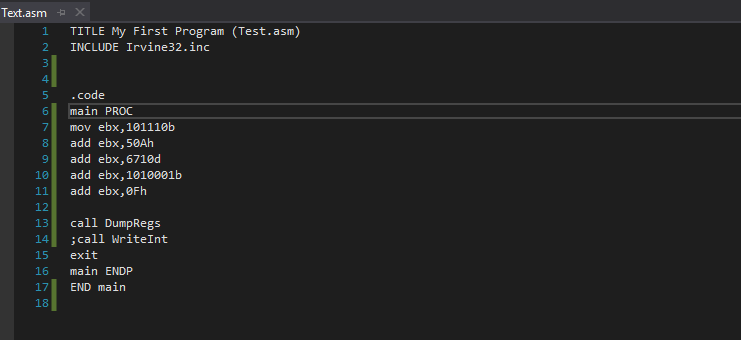 Text.asm
1 TITLE My First Program (Test.asm)
2 INCLUDE Irvine32.inc
3
4
5 .code
6 main PROC
7 mov ebx,101110b
8 add ebx,50Ah
9 add ebx,6710d
10 add ebx,1010001b
11 add ebx,0Fh
12
13 call DumpRegs
14 ;call WriteInt
15 exit
16 main ENDP
17 END main
18